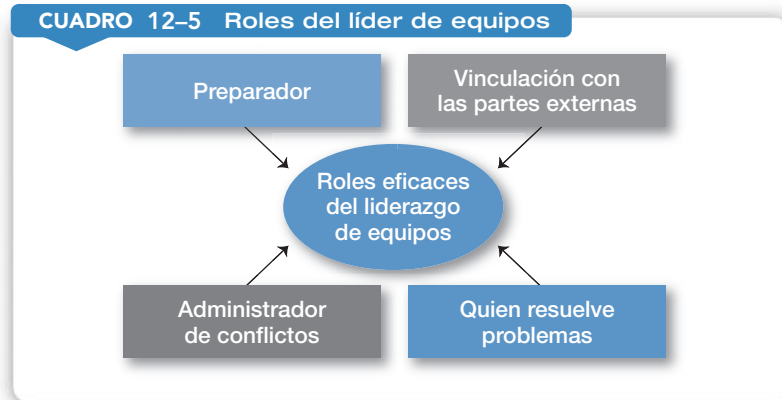 CUADRO 12–5 Roles del líder de equipos
Preparador
Vinculación con
las partes externas
Roles eficaces
del liderazgo
de equipos
Administrador
de conflictos
Quien resuelve
problemas